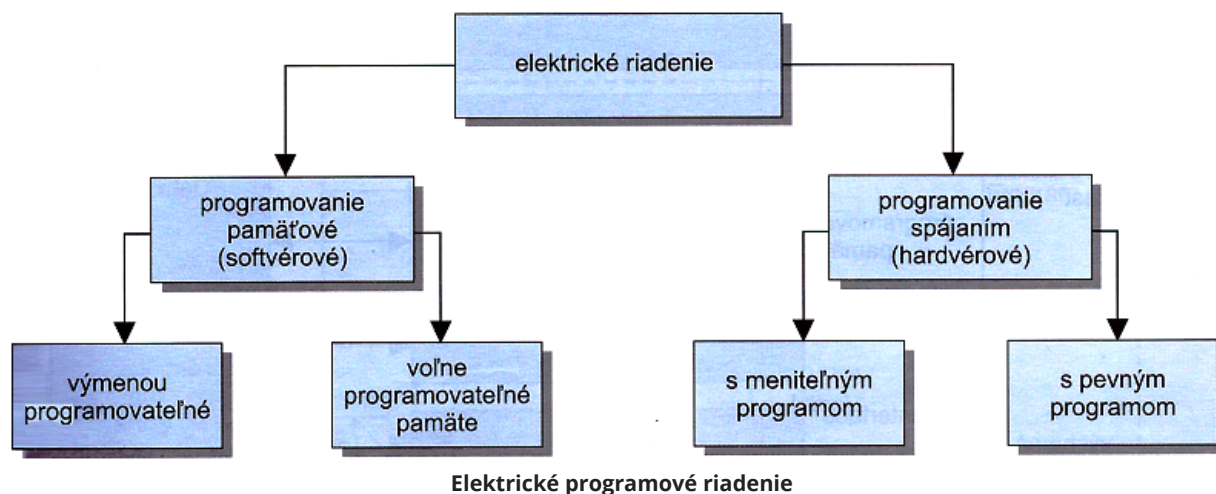 elektrické riadenie
programovanie
pamäťové
(softvérové)
programovanie
spájaním
(hardvérové)
výmenou
programovateľné
voľne
programovateľné
pamäte
s meniteľným
programom
s pevným
programom
Elektrické programové riadenie